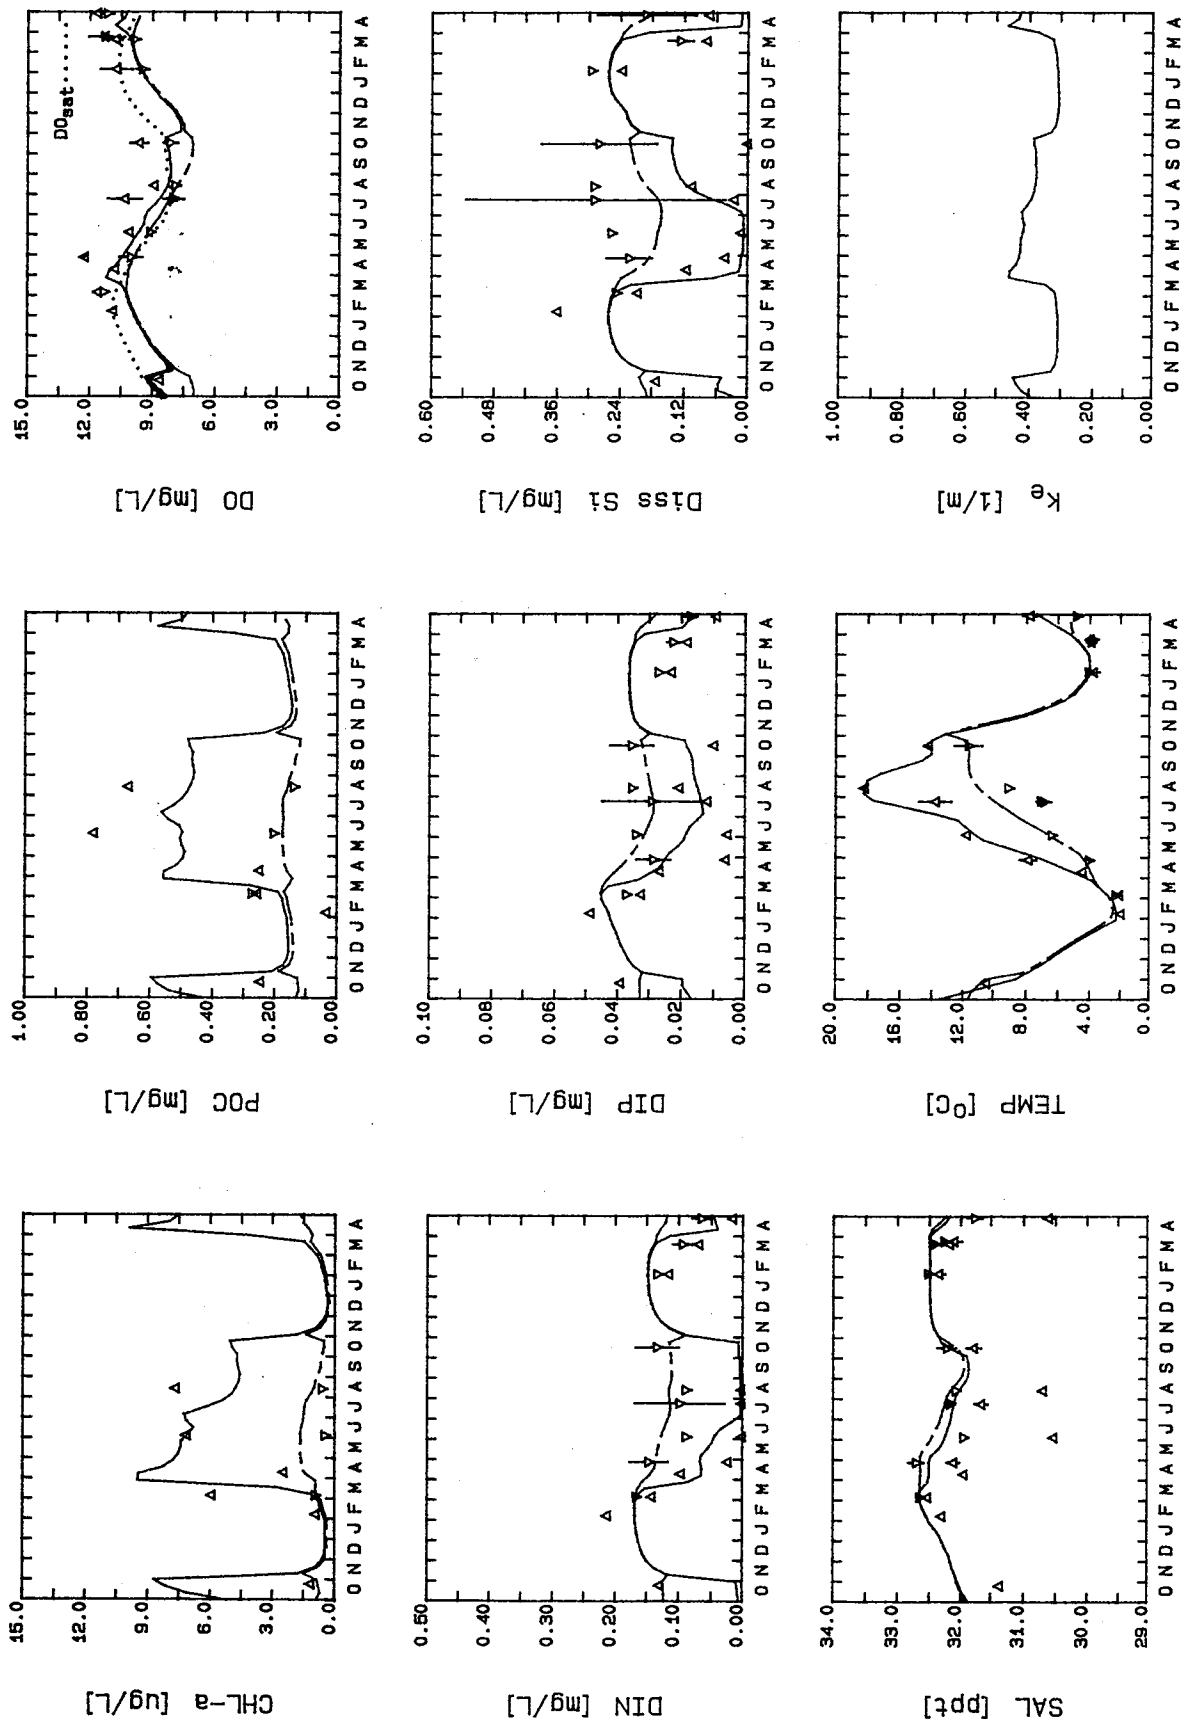 15.0
12.0
9.0
6.0
3.0
0.0
CHL-a [ug/L]
O N D J F M A M J J A S O N D J F M A
1.00
0.80
0.60
0.40
0.20
0.00
POC [mg/L]
O N D J F M A M J J A S O N D J F M A
15.0
12.0
9.0
6.0
3.0
0.0
DO [mg/L]
DOsat
O N D J F M A M J J A S O N D J F M A
0.50
0.40
0.30
0.20
0.10
0.00
DIN [mg/L]
O N D J F M A M J J A S O N D J F M A
0.10
0.08
0.06
0.04
0.02
0.00
DIP [mg/L]
O N D J F M A M J J A S O N D J F M A
0.60
0.48
0.36
0.24
0.12
0.00
Diss Si [mg/L]
O N D J F M A M J J A S O N D J F M A
34.0
32.0
31.0
30.0
29.0
SAL [ppt]
O N D J F M A M J J A S O N D J F M A
20.0
16.0
12.0
8.0
4.0
0.0
TEMP [°C]
O N D J F M A M J J A S O N D J F M A
1.00
0.80
0.60
0.40
0.20
0.00
Ke [1/m]
O N D J F M A M J J A S O N D J F M A